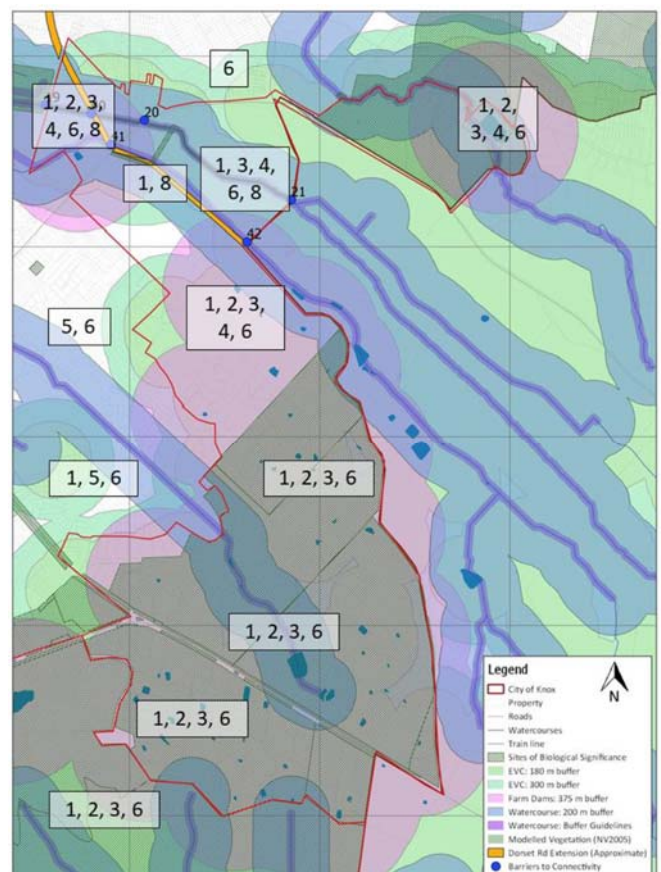 6
1, 2, 3,
4, 6, 8
41
20
1, 8
1, 3, 4,
6, 8
21
1, 2,
3, 4, 6
42
1, 2, 3,
4, 6
5, 6
1, 5, 6
1, 2, 3, 6
1, 2, 3, 6
1, 2, 3, 6
1, 2, 3, 6
Legend
N
City of Knox
Property
Roads
Watercourses
Train line
Sites of Biological Significance
EVC: 180 m buffer
EVC: 300 m buffer
Farm Dams: 375 m buffer
Watercourse: 200 m buffer
Watercourse: Buffer Guidelines
Modelled Vegetation (NV2005)
Dorset Rd Extension (Approximate)
Barriers to Connectivity